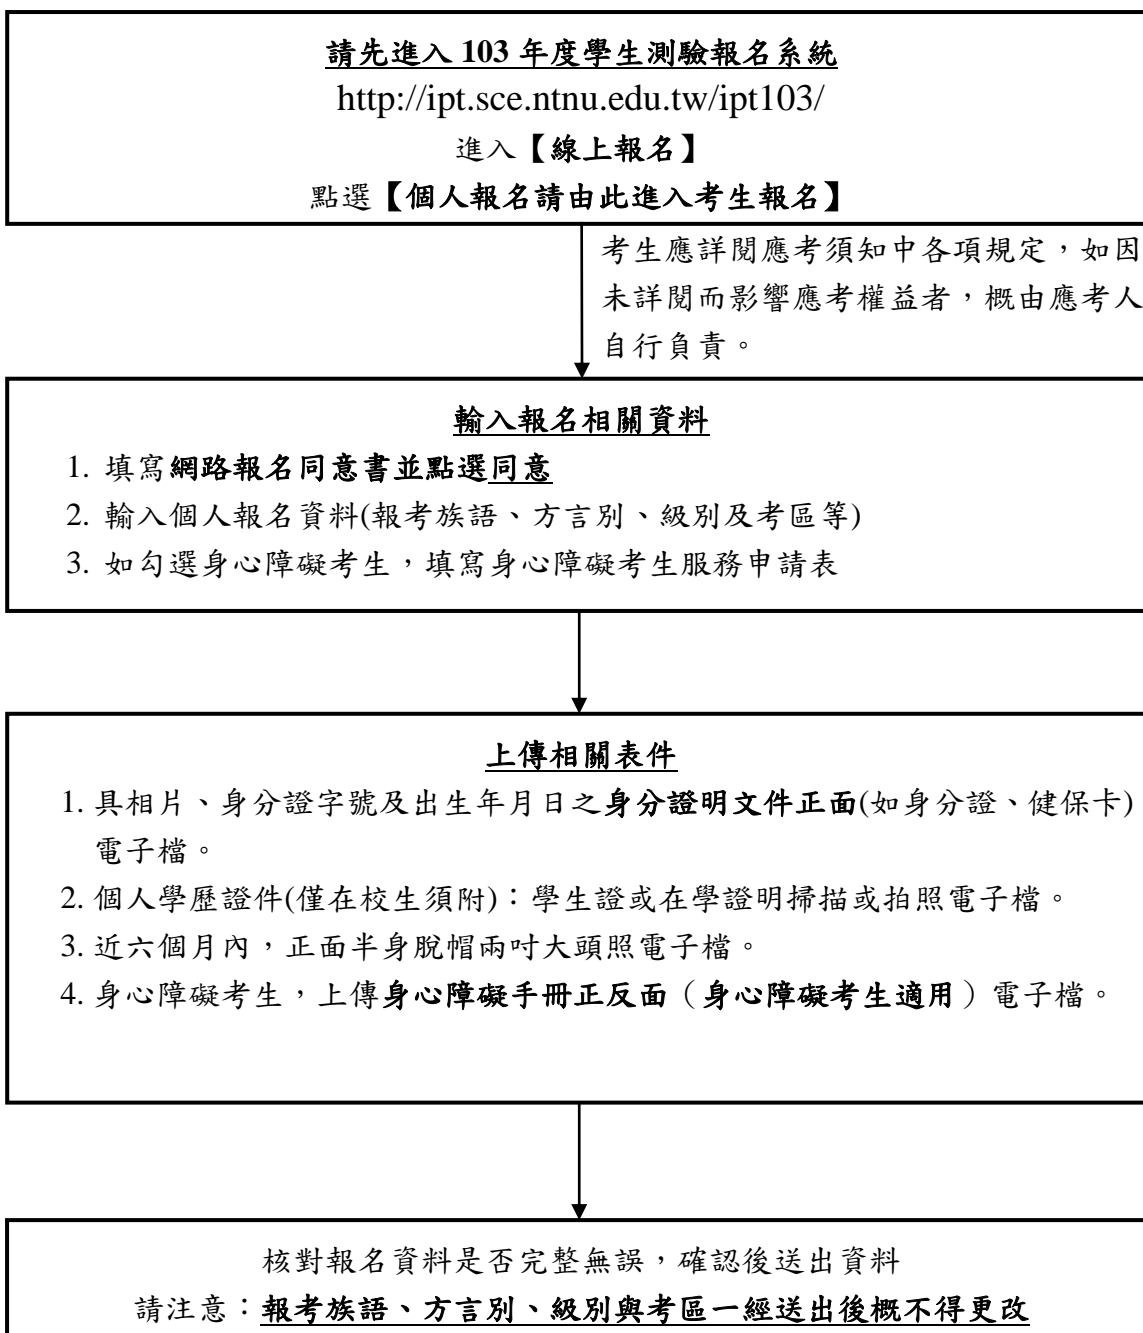 請先進入 103 年度學生測驗報名系統
http://ipt.sce.ntnu.edu.tw/ipt103/
進入【線上報名】
點選【個人報名請由此進入考生報名】
考生應詳閱應考須知中各項規定，如因
未詳閱而影響應考權益者，概由應考人
自行負責。
輸入報名相關資料
1. 填寫網路報名同意書並點選同意
2. 輸入個人報名資料(報考族語、方言別、級別及考區等)
3. 如勾選身心障礙考生，填寫身心障礙考生服務申請表
上傳相關表件
1. 具相片、身分證字號及出生年月日之身分證明文件正面(如身分證、健保卡)
電子檔。
2. 個人學歷證件(僅在校生須附)：學生證或在學證明掃描或拍照電子檔。
3. 近六個月內，正面半身脫帽兩吋大頭照電子檔。
4. 身心障礙考生，上傳身心障礙手冊正反面（身心障礙考生適用）電子檔。
核對報名資料是否完整無誤，確認後送出資料
請注意：報考族語、方言別、級別與考區一經送出後概不得更改